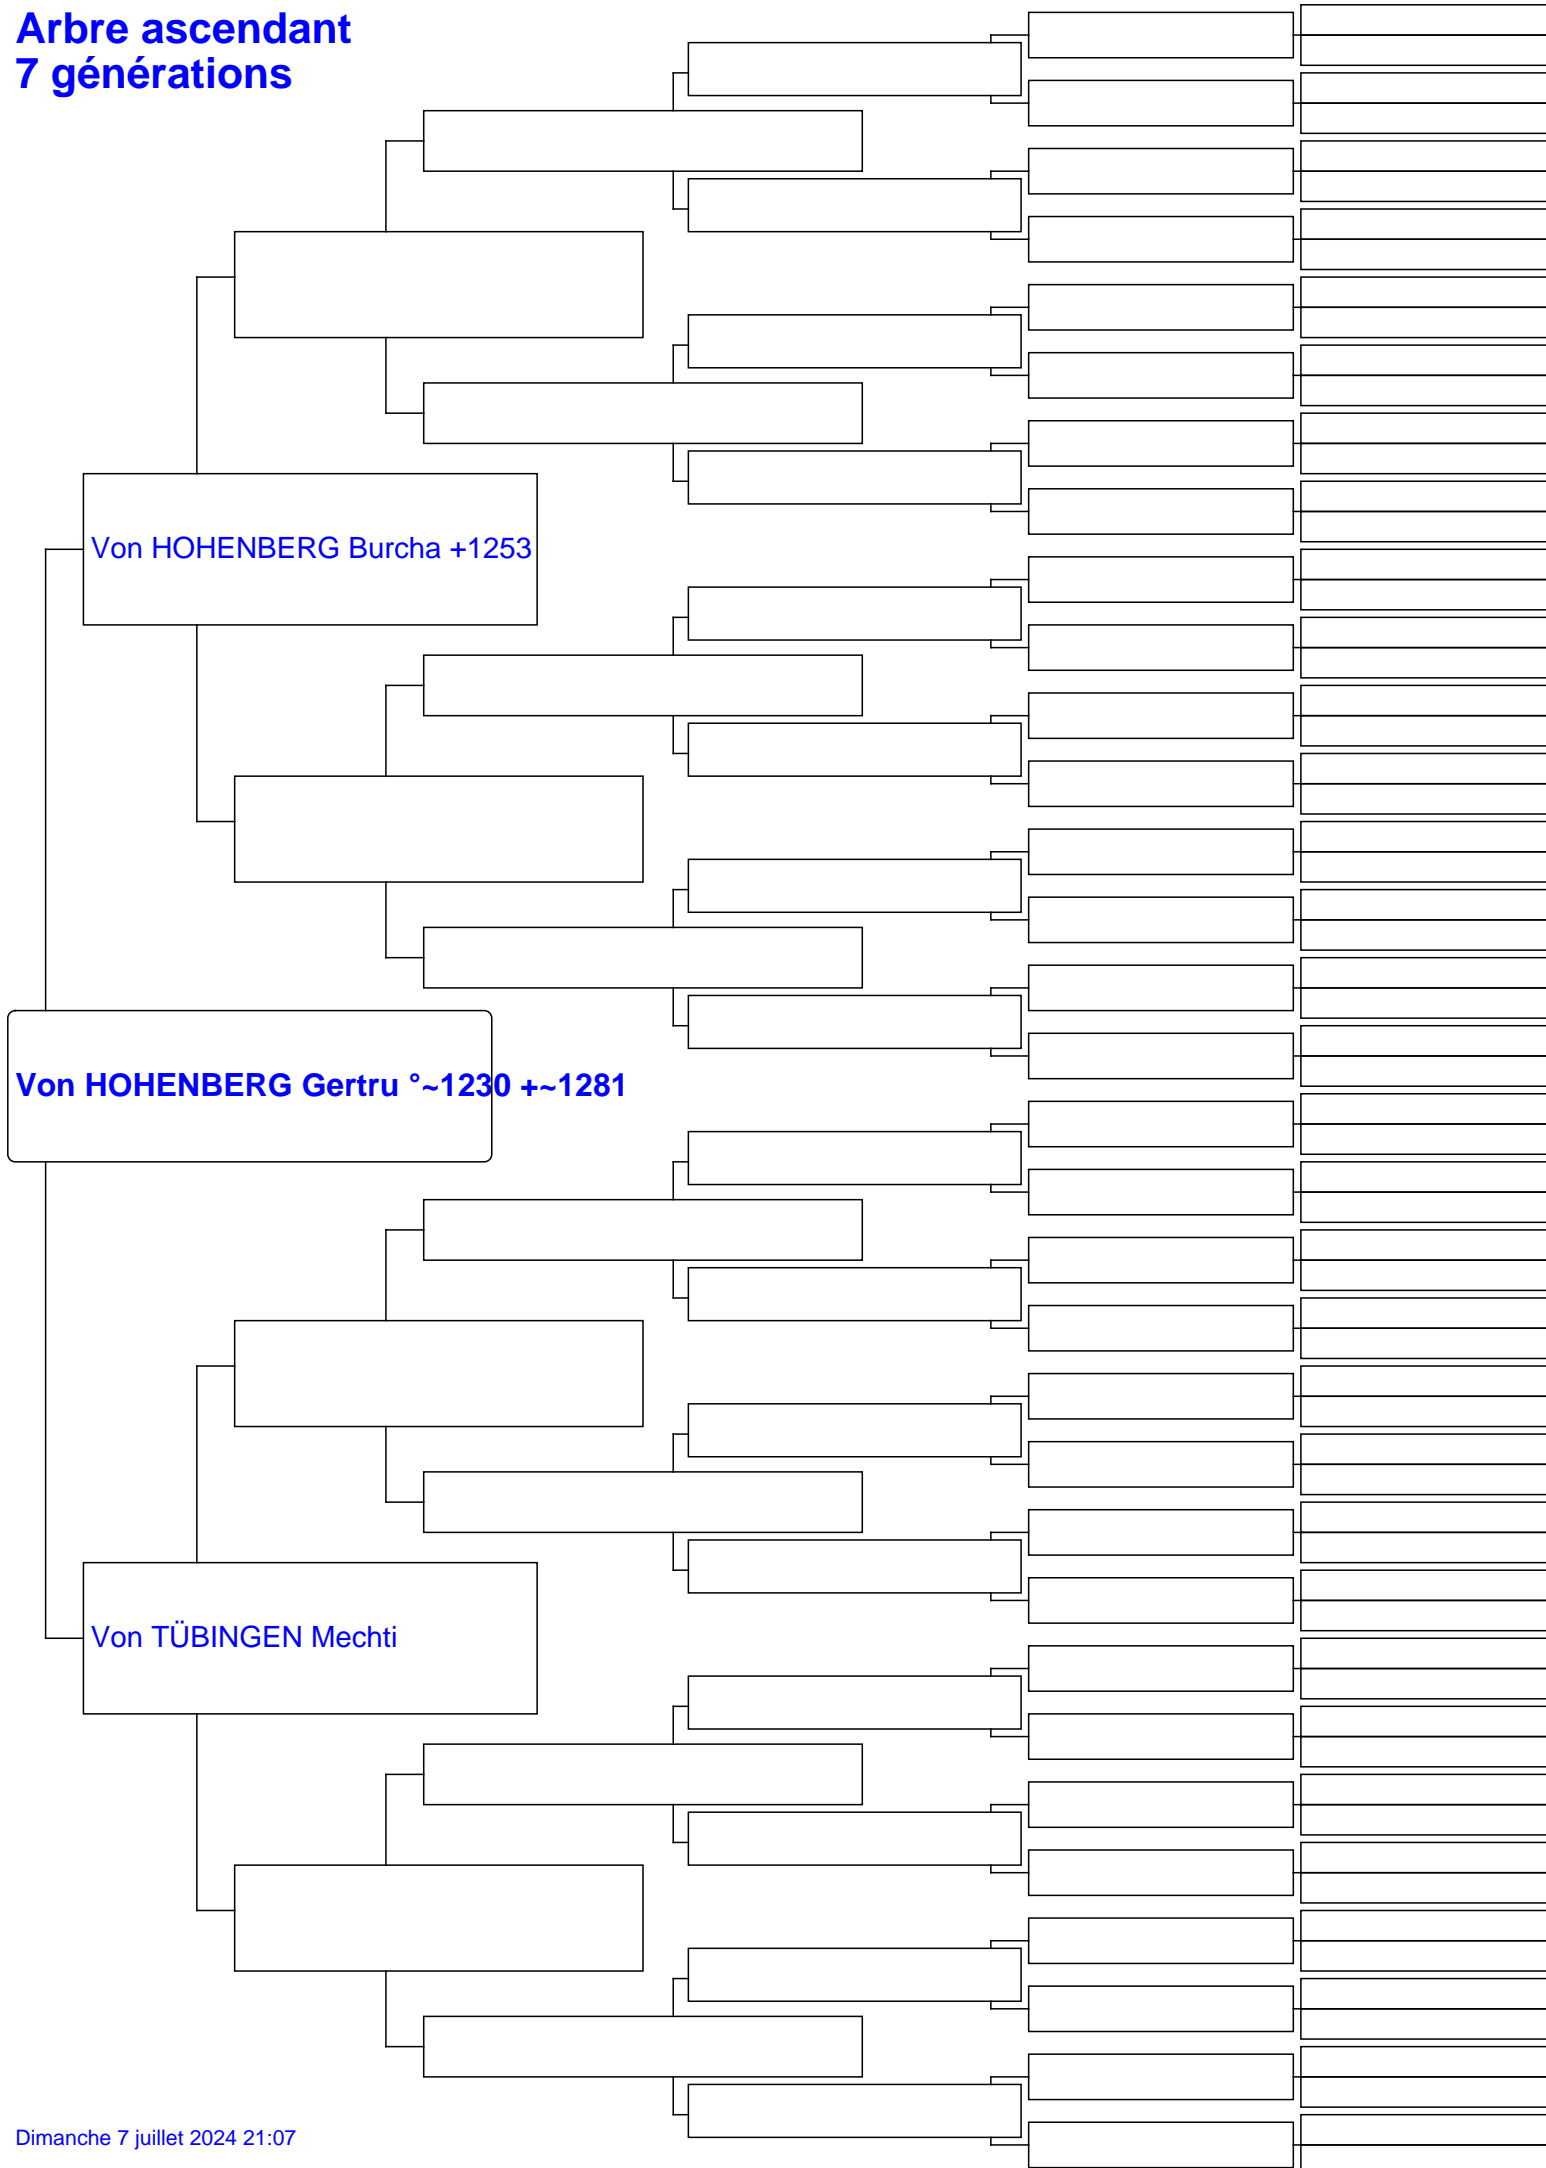 Arbre ascendant
7 générations
Von HOHENBERG Burcha +1253
Von HOHENBERG Gertru °~1230 +~1281
Von TÜBINGEN Mechti
Dimanche 7 juillet 2024 21:07